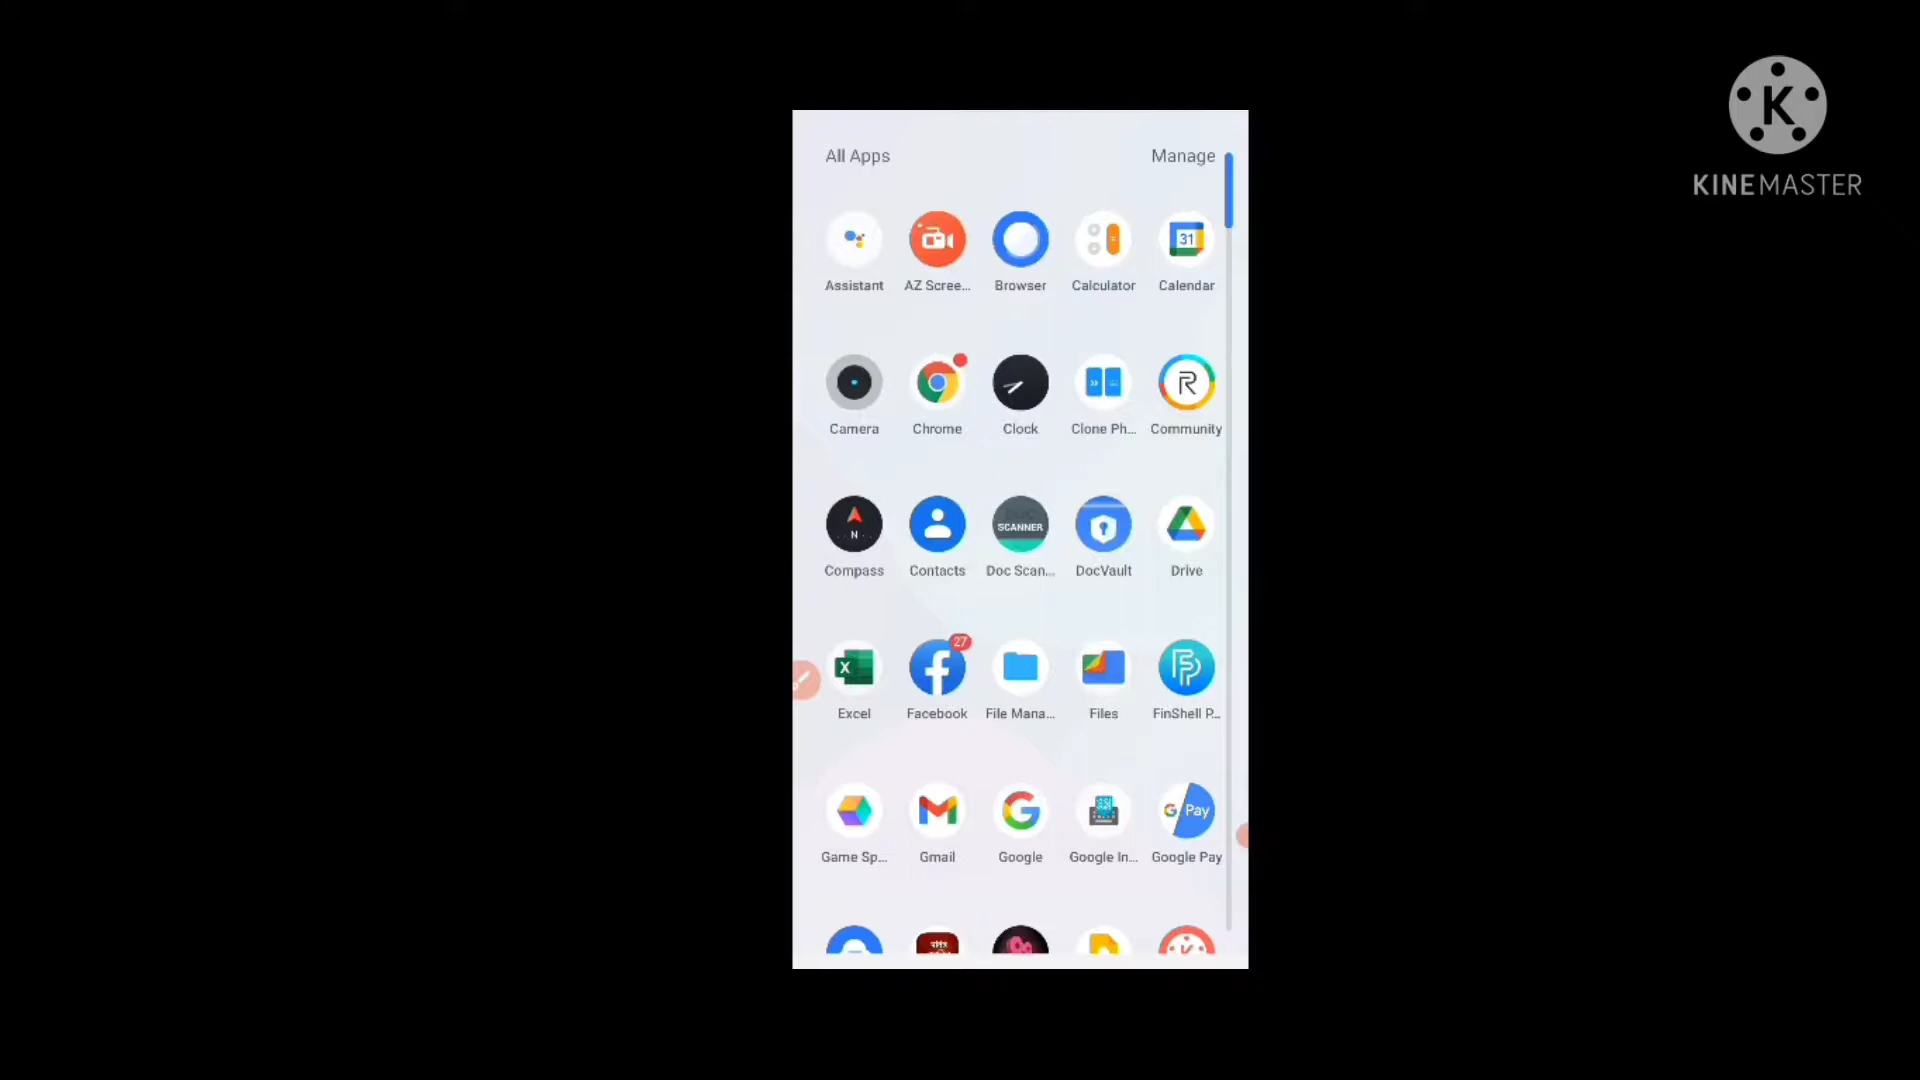 K
KINEMASTER
All Apps Manage
31
Assistant AZ Scree... Browser Calculator Calendar
R
Camera Chrome Clock Clone Ph... Community
N SCANNER
Compass Contacts Doc Scan... DocVault Drive
X 27
Excel Facebook File Mana... Files FinShell P...
G Pay
Game Sp... Gmail Google Google In... Google Pay